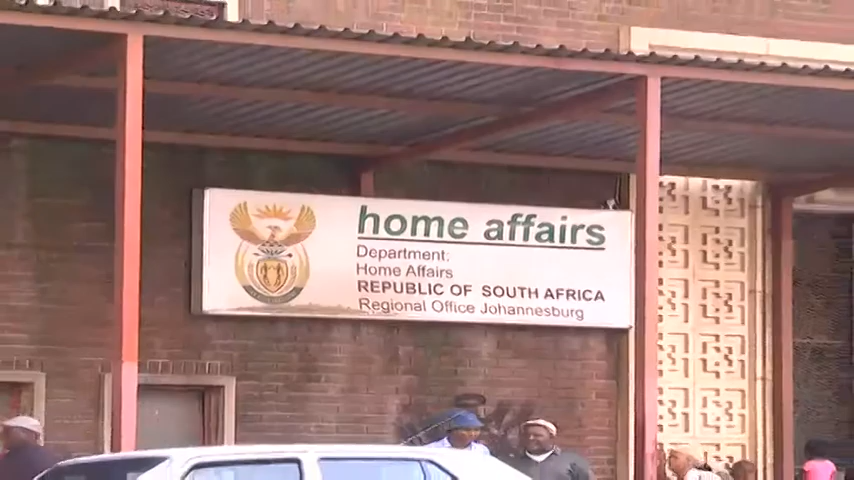 home affairs
Department:
Home Affairs
REPUBLIC OF SOUTH AFRICA
Regional Office Johannesburg